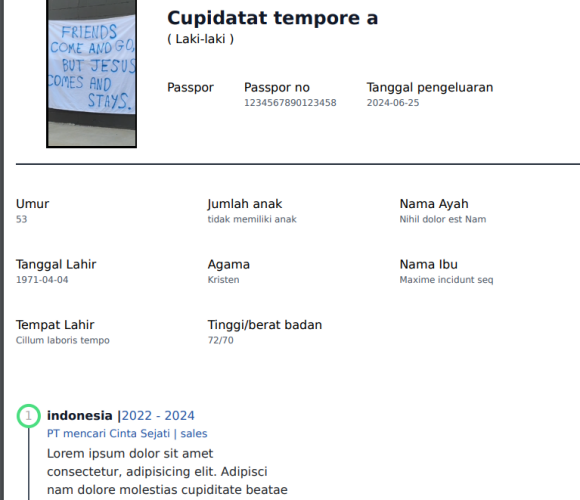 FRIENDS
COME AND GO,
BUT JESUS
COMES AND
STAYS.
Cupidatat tempore a
( Laki-laki )
Passpor
Passpor no
1234567890123458
Tanggal pengeluaran
2024-06-25
Umur
53
Jumlah anak
tidak memiliki anak
Nama Ayah
Nihil dolor est Nam
Tanggal Lahir
1971-04-04
Agama
Kristen
Nama Ibu
Maxime incidunt seq
Tempat Lahir
Cillum laboris tempo
Tinggi/berat badan
72/70
1
indonesia |2022 - 2024
PT mencari Cinta Sejati | sales
Lorem ipsum dolor sit amet
consectetur, adipisicing elit. Adipisci
nam dolore molestias cupiditate beatae